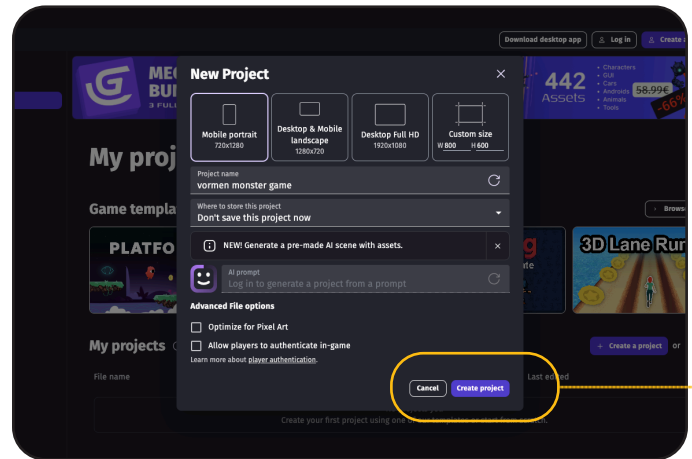 Download desktop app
Log in
Create a
MEG
BUI
3 FULL
442
ASSETS
Characters
GUI
Cars
Androids
Animals
Tools
58.99€
-66%
New Project
Mobile portrait
720x1280
Desktop & Mobile
landscape
1280x720
Desktop Full HD
1920x1080
Custom size
W 800 H 600
My proj
Project name
vormen monster game
Where to store this project
Don't save this project now
Game templa
Brows
NEW! Generate a pre-made AI scene with assets.
PLATFO
3D Lane Run
AI prompt
Log in to generate a project from a prompt
Advanced File options
Optimize for Pixel Art
Allow players to authenticate in-game
Learn more about player authentication.
My projects
Create a project or
File name
Last edited
Cancel
Create project
Create your first project using one of our templates or start from scratch.